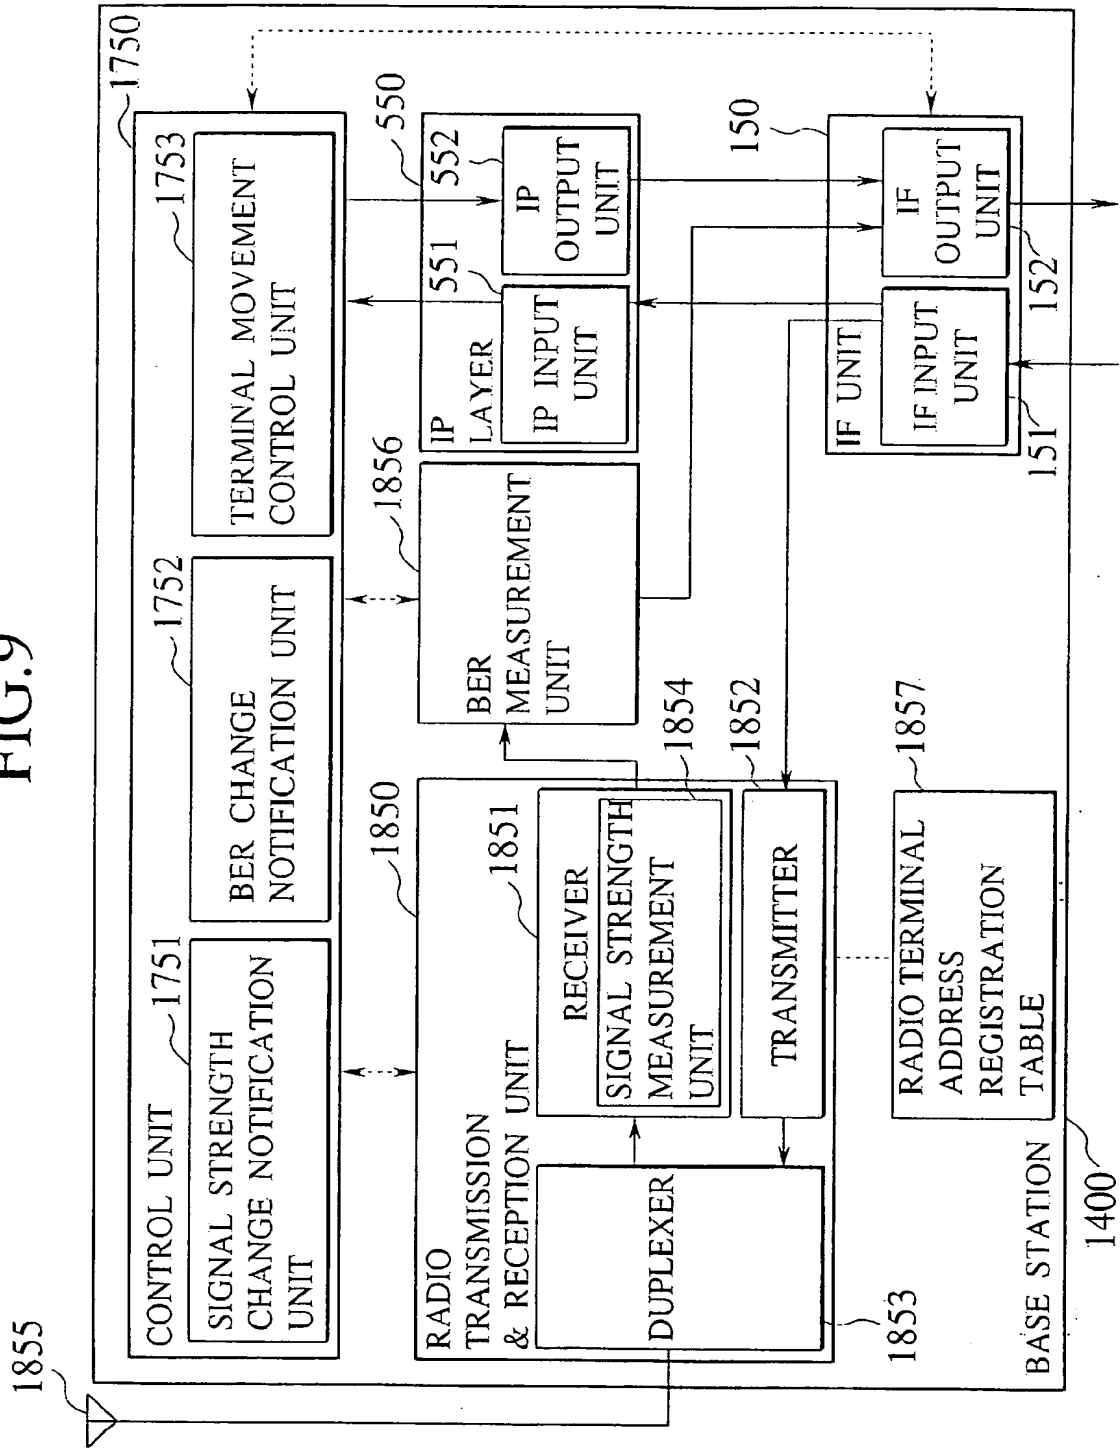 FIG.9
1855
1750
CONTROL UNIT
1751
SIGNAL STRENGTH
CHANGE NOTIFICATION
UNIT
1752
BER CHANGE
NOTIFICATION UNIT
1753
TERMINAL MOVEMENT
CONTROL UNIT
1850
RADIO
TRANSMISSION
& RECEPTION UNIT
1851
RECEIVER
SIGNAL STRENGTH
MEASUREMENT
UNIT
1854
1852
TRANSMITTER
DUPLEXER
1853
1856
BER
MEASUREMENT
UNIT
550
IP
LAYER
551
IP INPUT
UNIT
552
IP
OUTPUT
UNIT
150
IF UNIT
IF INPUT
UNIT
151
IF
OUTPUT
UNIT
152
1857
RADIO TERMINAL
ADDRESS
REGISTRATION
TABLE
BASE STATION
1400